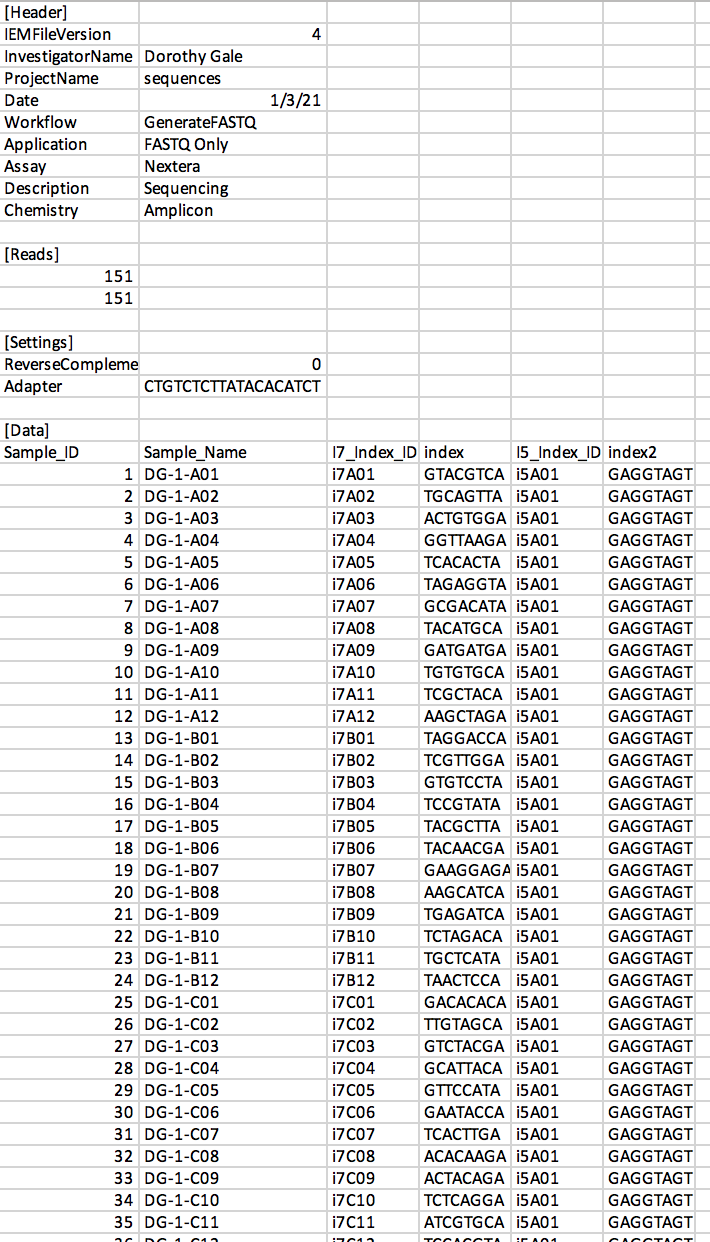 [Header]
IEMFileVersion 4
InvestigatorName Dorothy Gale
ProjectName sequences
Date 1/3/21
Workflow GenerateFASTQ
Application FASTQ Only
Assay Nextera
Description Sequencing
Chemistry Amplicon
[Reads]
151
151
[Settings]
ReverseCompleme 0
Adapter CTGTCTCTTATACACATCT
[Data]
Sample_ID Sample_Name I7_Index_ID index I5_Index_ID index2
1 DG-1-A01 i7A01 GTACGTCA i5A01 GAGGTAGT
2 DG-1-A02 i7A02 TGCAGTTA i5A01 GAGGTAGT
3 DG-1-A03 i7A03 ACTGTGGA i5A01 GAGGTAGT
4 DG-1-A04 i7A04 GGTTAAGA i5A01 GAGGTAGT
5 DG-1-A05 i7A05 TCACACTA i5A01 GAGGTAGT
6 DG-1-A06 i7A06 TAGAGGTA i5A01 GAGGTAGT
7 DG-1-A07 i7A07 GCGACATA i5A01 GAGGTAGT
8 DG-1-A08 i7A08 TACATGCA i5A01 GAGGTAGT
9 DG-1-A09 i7A09 GATGATGA i5A01 GAGGTAGT
10 DG-1-A10 i7A10 TGTGTGCA i5A01 GAGGTAGT
11 DG-1-A11 i7A11 TCGCTACA i5A01 GAGGTAGT
12 DG-1-A12 i7A12 AAGCTAGA i5A01 GAGGTAGT
13 DG-1-B01 i7B01 TAGGACCA i5A01 GAGGTAGT
14 DG-1-B02 i7B02 TCGTTGGA i5A01 GAGGTAGT
15 DG-1-B03 i7B03 GTGTCCTA i5A01 GAGGTAGT
16 DG-1-B04 i7B04 TCCGTATA i5A01 GAGGTAGT
17 DG-1-B05 i7B05 TACGCTTA i5A01 GAGGTAGT
18 DG-1-B06 i7B06 TACAACGA i5A01 GAGGTAGT
19 DG-1-B07 i7B07 GAAGGAGA i5A01 GAGGTAGT
20 DG-1-B08 i7B08 AAGCATCA i5A01 GAGGTAGT
21 DG-1-B09 i7B09 TGAGATCA i5A01 GAGGTAGT
22 DG-1-B10 i7B10 TCTAGACA i5A01 GAGGTAGT
23 DG-1-B11 i7B11 TGCTCATA i5A01 GAGGTAGT
24 DG-1-B12 i7B12 TAACTCCA i5A01 GAGGTAGT
25 DG-1-C01 i7C01 GACACACA i5A01 GAGGTAGT
26 DG-1-C02 i7C02 TTGTAGCA i5A01 GAGGTAGT
27 DG-1-C03 i7C03 GTCTACGA i5A01 GAGGTAGT
28 DG-1-C04 i7C04 GCATTACA i5A01 GAGGTAGT
29 DG-1-C05 i7C05 GTTCCATA i5A01 GAGGTAGT
30 DG-1-C06 i7C06 GAATACCA i5A01 GAGGTAGT
31 DG-1-C07 i7C07 TCACTTGA i5A01 GAGGTAGT
32 DG-1-C08 i7C08 ACACAAGA i5A01 GAGGTAGT
33 DG-1-C09 i7C09 ACTACAGA i5A01 GAGGTAGT
34 DG-1-C10 i7C10 TCTCAGGA i5A01 GAGGTAGT
35 DG-1-C11 i7C11 ATCGTGCA i5A01 GAGGTAGT